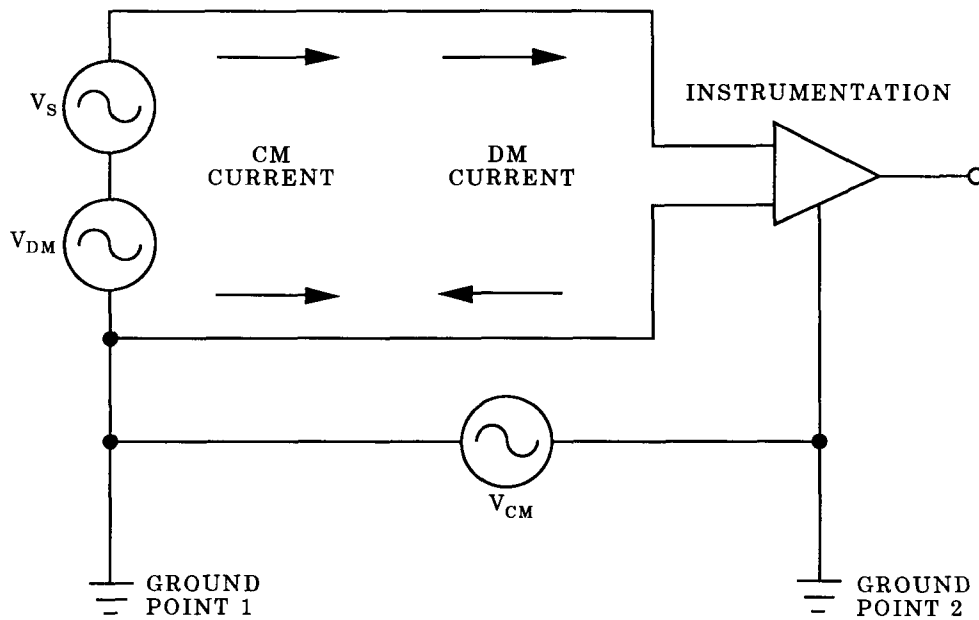 INSTRUMENTATION
V_S
CM
CURRENT
DM
CURRENT
V_DM
V_CM
GROUND
POINT 1
GROUND
POINT 2